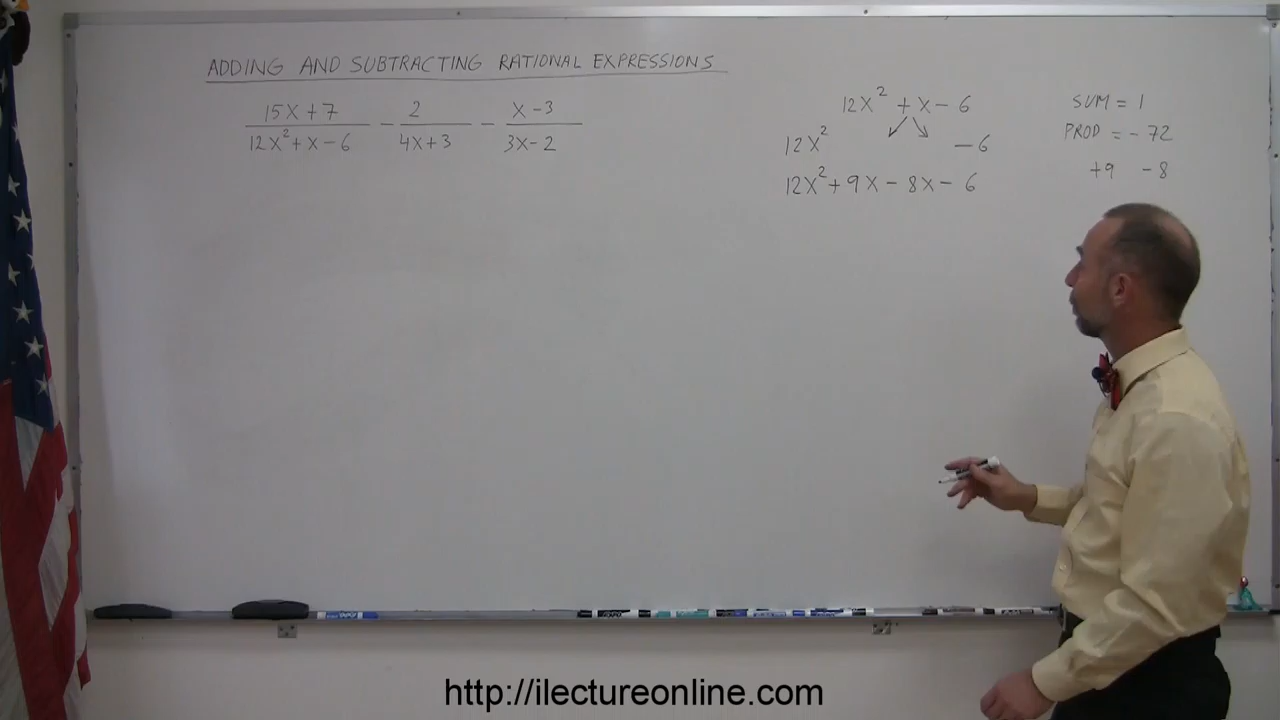 ADDING AND SUBTRACTING RATIONAL EXPRESSIONS
15X + 7 / 12X² + X - 6 - 2 / 4X + 3 - X - 3 / 3X - 2
12X² + X - 6
12X² - 6
12X² + 9X - 8X - 6
SUM = 1
PROD = - 72
+9 - 8
http://ilectureonline.com